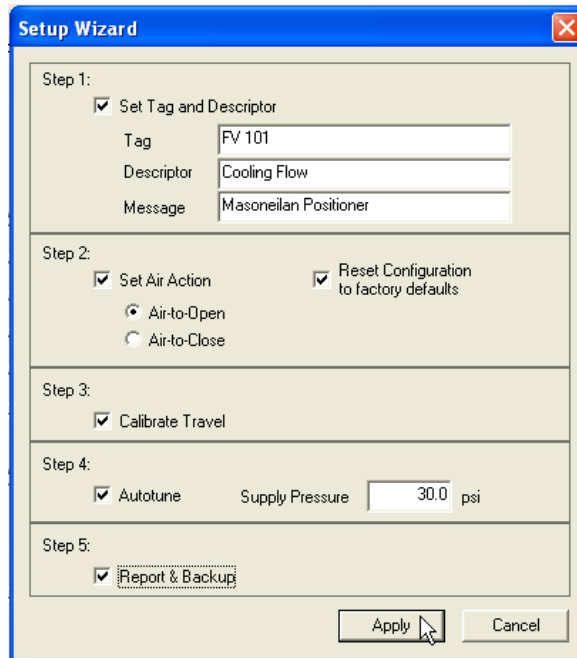 Setup Wizard
Step 1:
Set Tag and Descriptor
Tag FV 101
Descriptor Cooling Flow
Message Masoneilan Positioner
Step 2:
Set Air Action
Reset Configuration
to factory defaults
Air-to-Open
Air-to-Close
Step 3:
Calibrate Travel
Step 4:
Autotune Supply Pressure 30.0 psi
Step 5:
Report & Backup
Apply Cancel